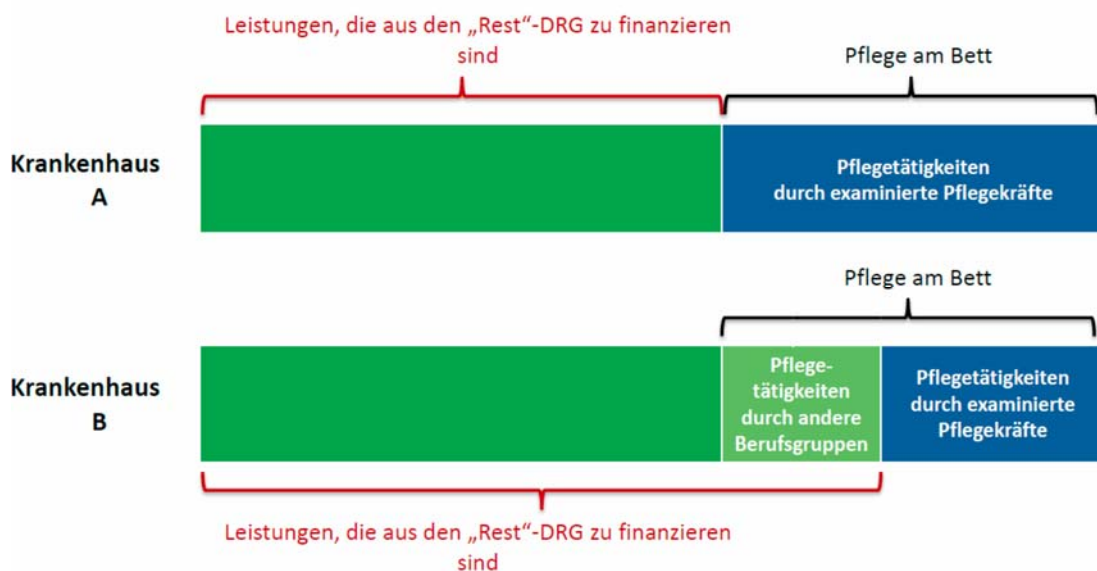 Leistungen, die aus den „Rest“-DRG zu finanzieren
sind
Pflege am Bett
Krankenhaus
A
Pflegetätigkeiten
durch examinierte Pflegekräfte
Pflege am Bett
Krankenhaus
B
Pflege-
tätigkeiten
durch andere
Berufsgruppen
Pflegetätigkeiten
durch examinierte
Pflegekräfte
Leistungen, die aus den „Rest“-DRG zu finanzieren
sind